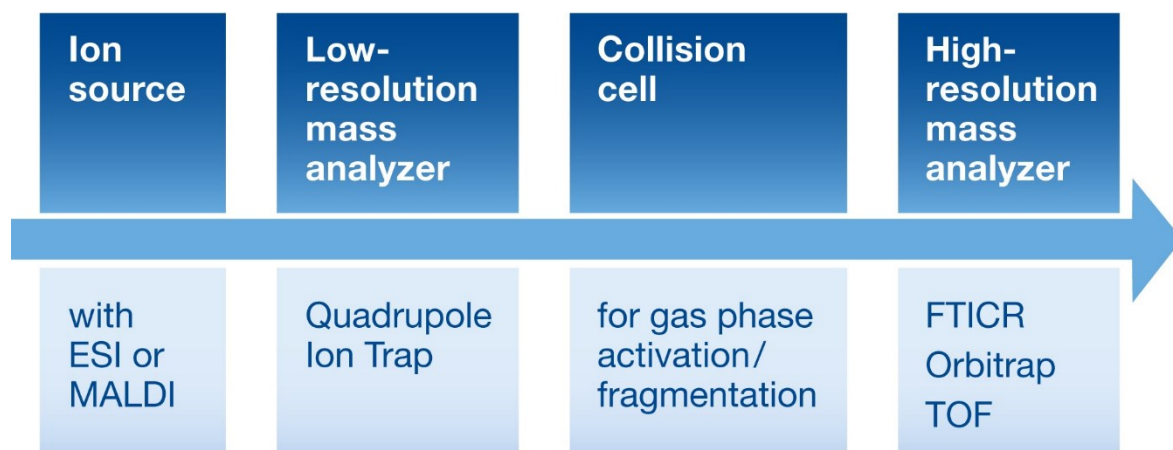 Ion
source
Low-
resolution
mass
analyzer
Collision
cell
High-
resolution
mass
analyzer
with
ESI or
MALDI
Quadrupole
Ion Trap
for gas phase
activation/
fragmentation
FTICR
Orbitrap
TOF